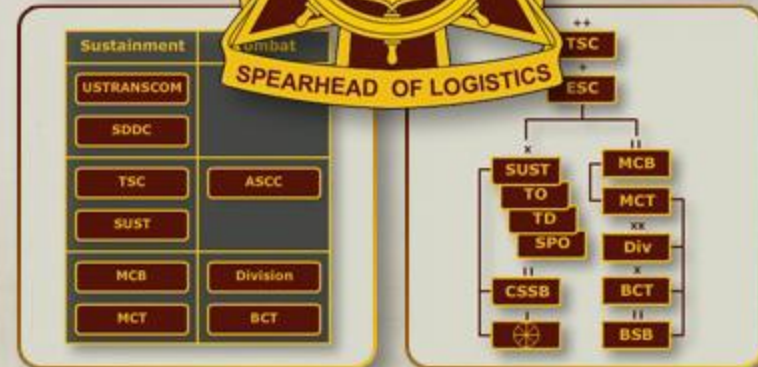 SPEARHEAD OF LOGISTICS
Sustainment
USTRANSCOM
SDDC
TSC ASCC
SUST
MCB Division
MCT BCT
++
TSC
+
ESC
x
SUST
TO
TD
SPO
II
CSSB
I
II
MCB
MCT
xx
Div
x
BCT
II
BSB